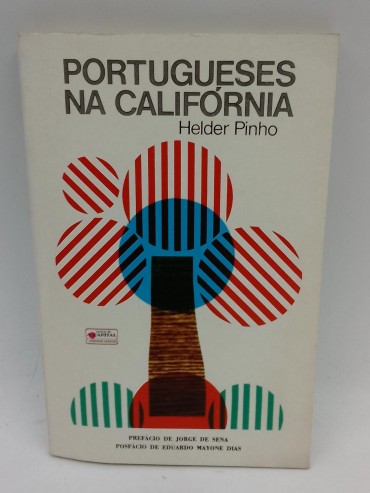 PORTUGUESES
NA CALIFÓRNIA
Helder Pinho
PREFÁCIO DE JORGE DE SENA
POSFÁCIO DE EDUARDO MAYONE DIAS